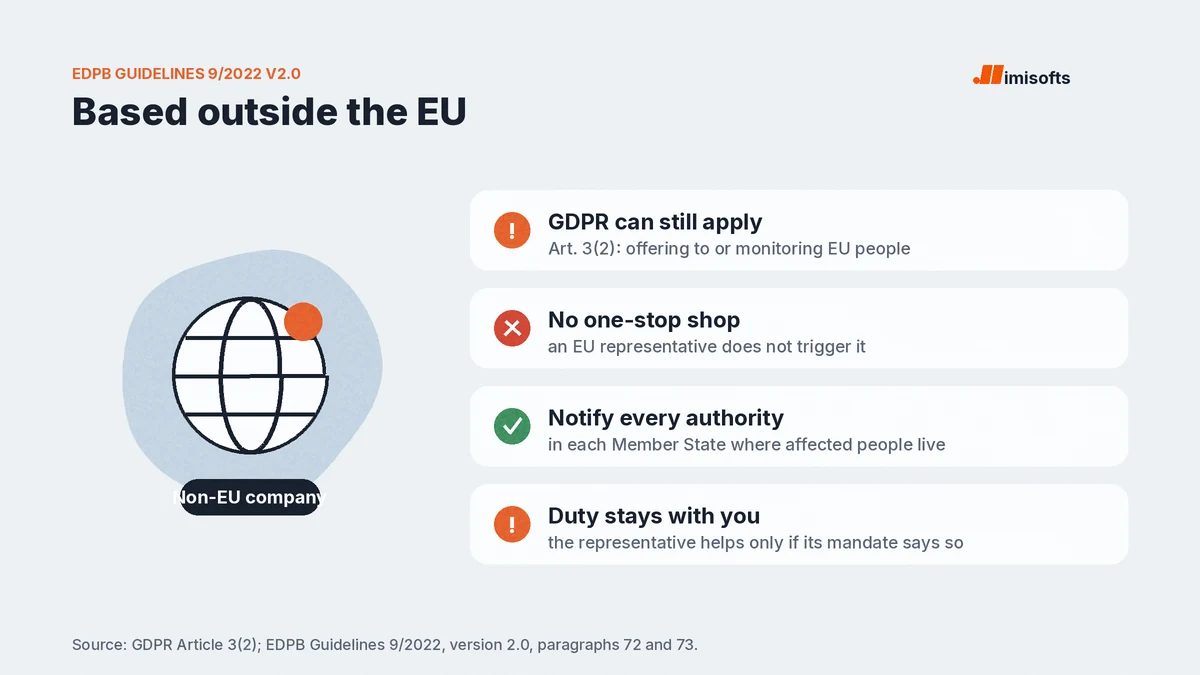 EDPB GUIDELINES 9/2022 V2.0
Based outside the EU
imisofts
GDPR can still apply
Art. 3(2): offering to or monitoring EU people
No one-stop shop
an EU representative does not trigger it
Notify every authority
in each Member State where affected people live
Duty stays with you
the representative helps only if its mandate says so
Non-EU company
Source: GDPR Article 3(2); EDPB Guidelines 9/2022, version 2.0, paragraphs 72 and 73.